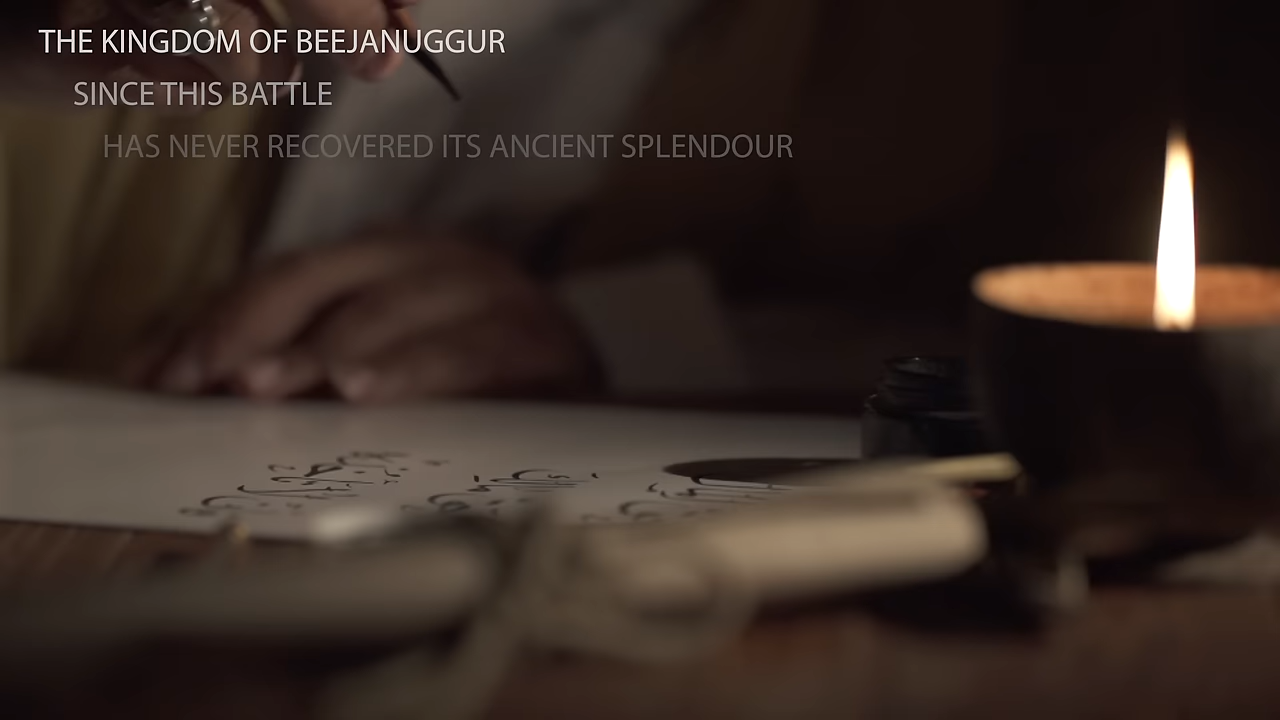 THE KINGDOM OF BEEJANUGGUR
SINCE THIS BATTLE
HAS NEVER RECOVERED ITS ANCIENT SPLENDOUR